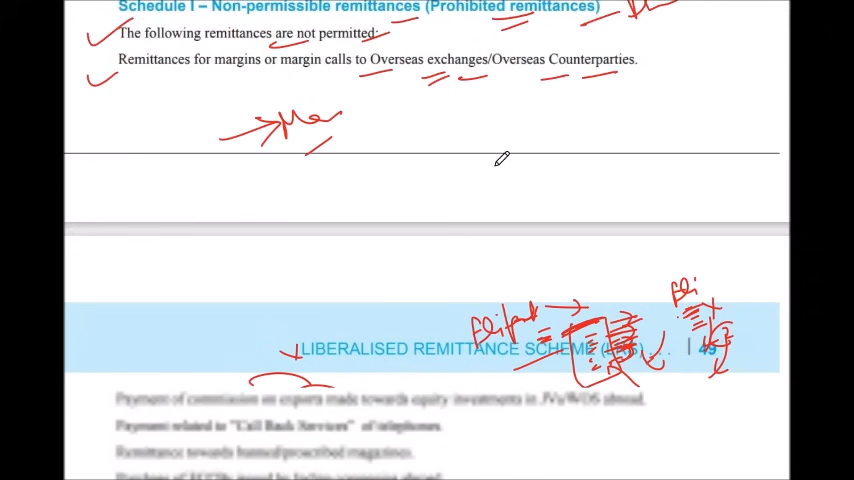 Schedule I – Non-permissible remittances (Prohibited remittances)
The following remittances are not permitted:
Remittances for margins or margin calls to Overseas exchanges/Overseas Counterparties.
LIBERALISED REMITTANCE SCHEME (LRS) . . . | 49
Payment of commission on exports made towards equity investments in JVs/WOS abroad.
Payment related to "Call Back Services" of telephones.
Remittance towards banned/proscribed magazines.